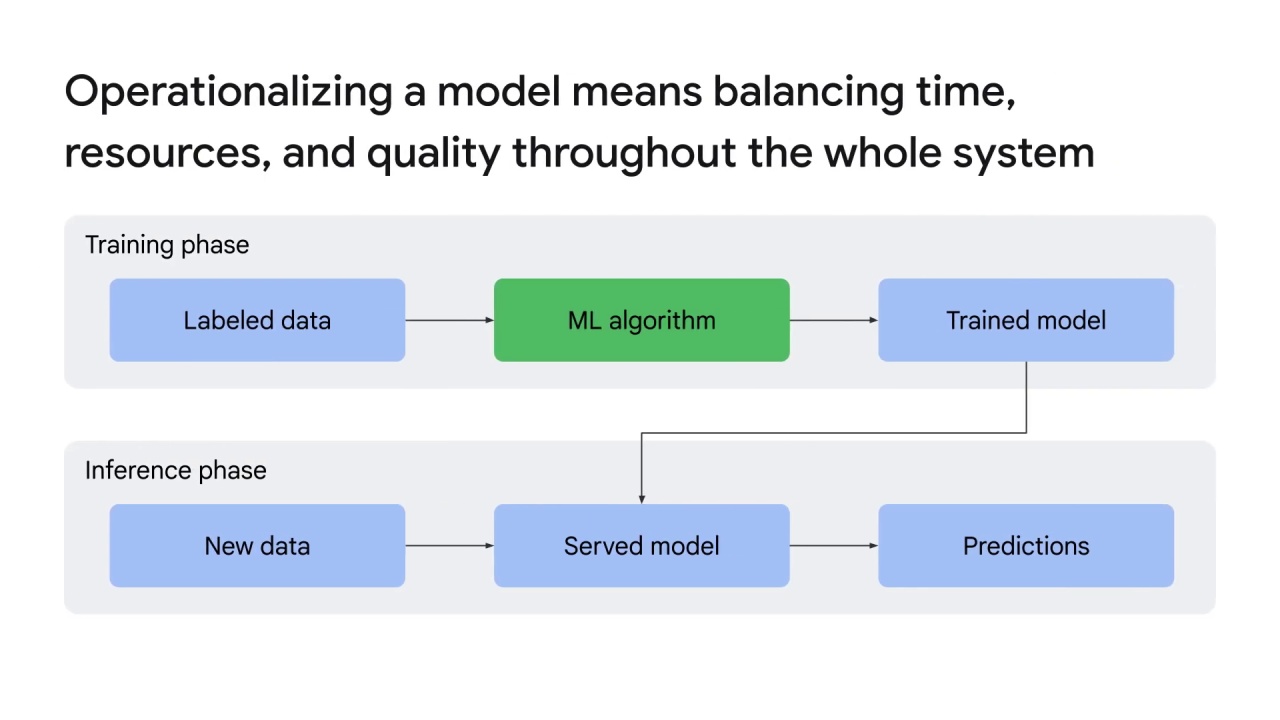 Operationalizing a model means balancing time,
resources, and quality throughout the whole system
Training phase
Labeled data
ML algorithm
Trained model
Inference phase
New data
Served model
Predictions